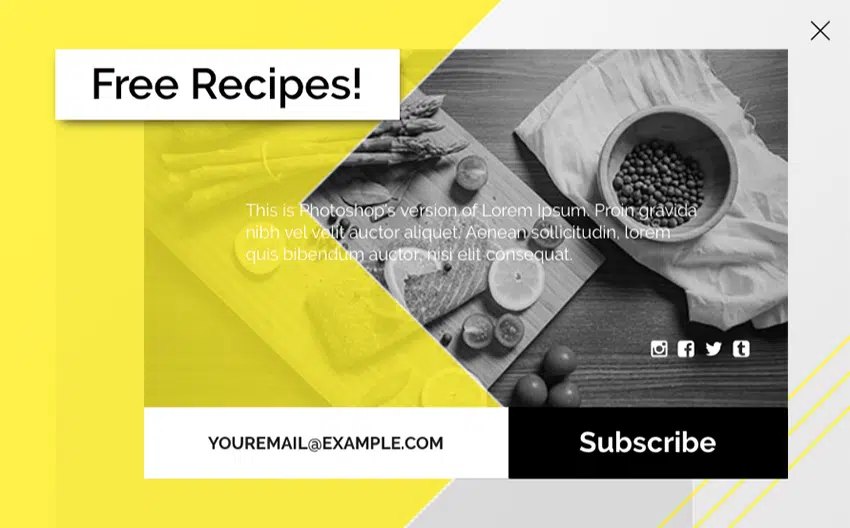 Free Recipes!
This is Photoshop's version of Lorem Ipsum. Proin gravida
nibh vel velit auctor aliquet. Aenean sollicitudin, lorem
quis bibendum auctor, nisi elit consequat.
YOUREMAIL@EXAMPLE.COM
Subscribe